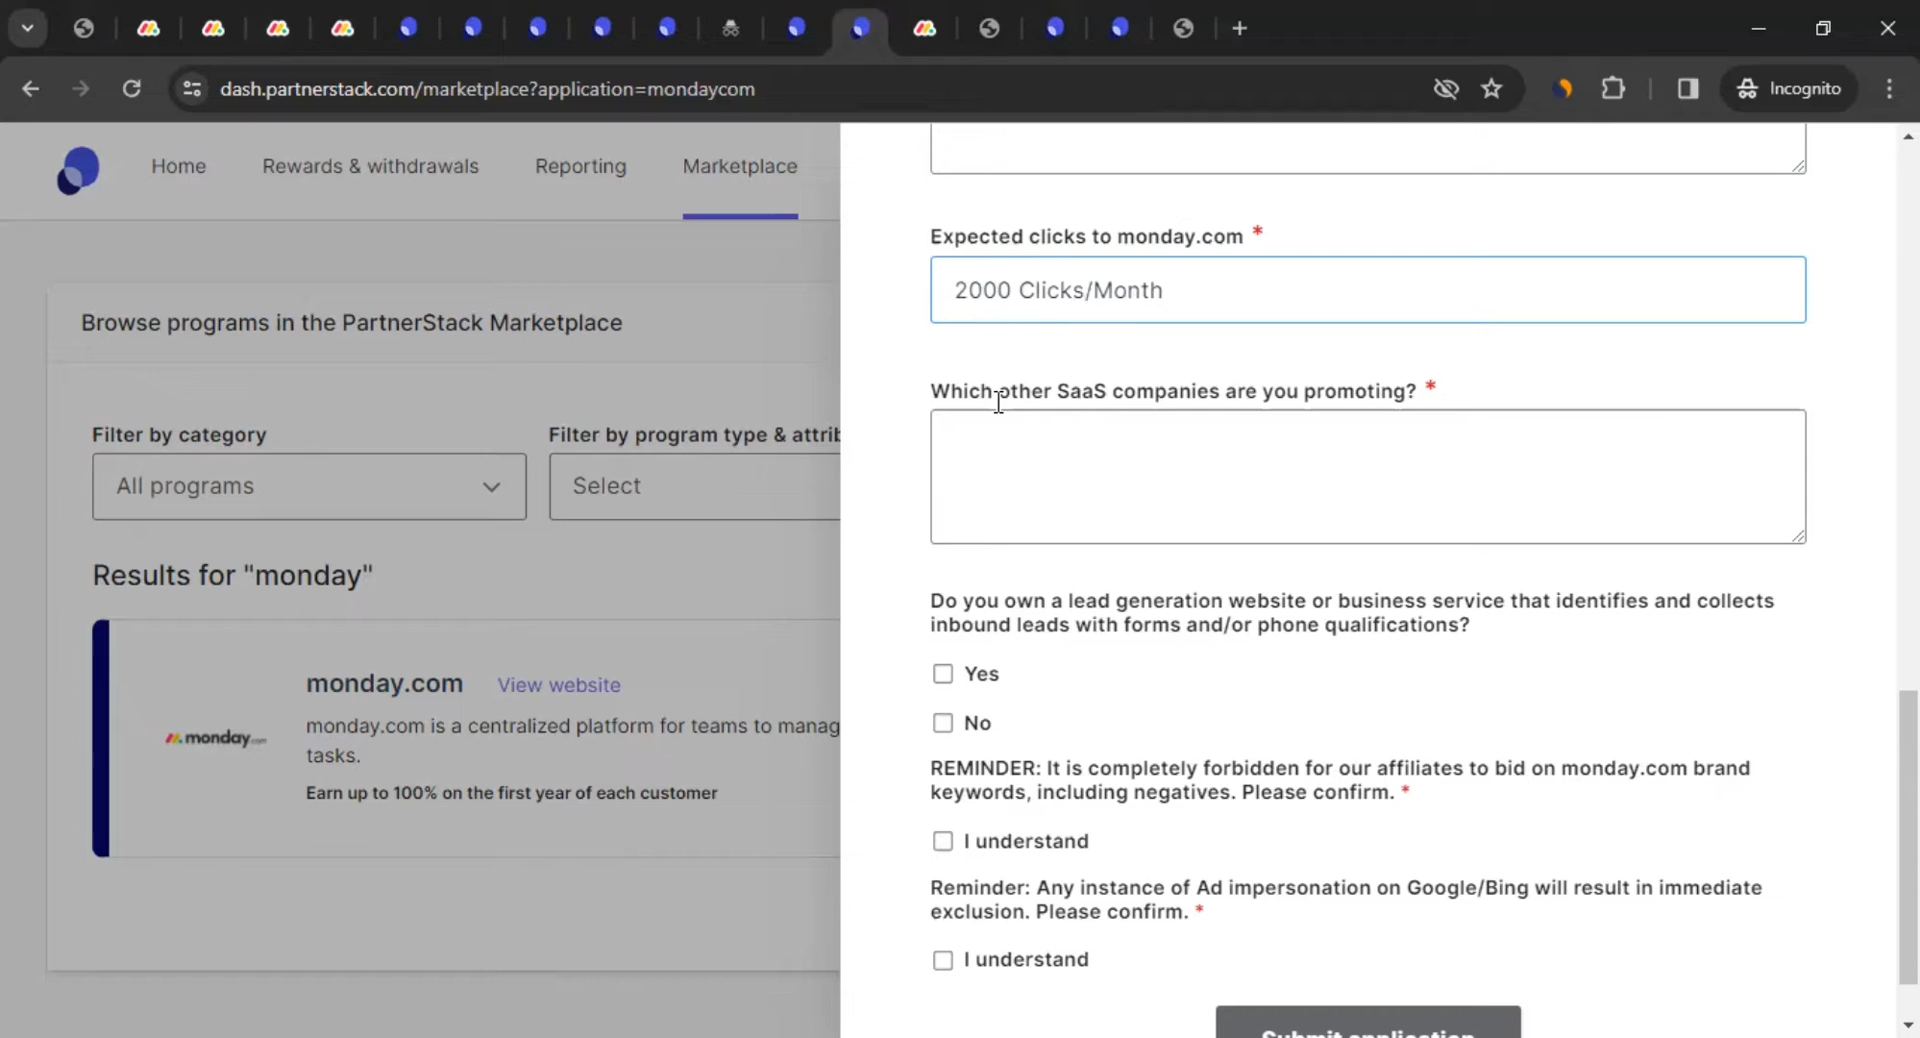 dash.partnerstack.com/marketplace?application=mondaycom
Incognito
Home
Rewards & withdrawals
Reporting
Marketplace
Browse programs in the PartnerStack Marketplace
Filter by category
All programs
Filter by program type & attrib
Select
Results for "monday"
monday.com
monday.com
View website
monday.com is a centralized platform for teams to manag
tasks.
Earn up to 100% on the first year of each customer
Expected clicks to monday.com *
2000 Clicks/Month
Which other SaaS companies are you promoting? *
Do you own a lead generation website or business service that identifies and collects
inbound leads with forms and/or phone qualifications?
Yes
No
REMINDER: It is completely forbidden for our affiliates to bid on monday.com brand
keywords, including negatives. Please confirm. *
I understand
Reminder: Any instance of Ad impersonation on Google/Bing will result in immediate
exclusion. Please confirm. *
I understand
Submit application